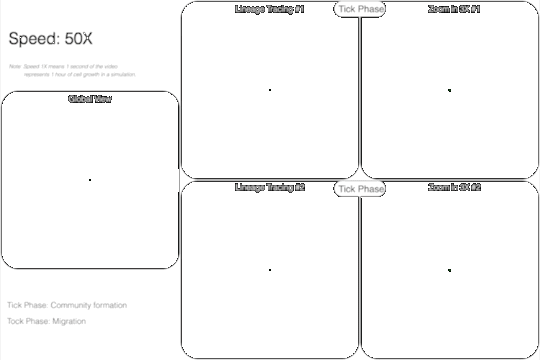 Speed: 50X
Note: Speed 1X means 1 second of the video
represents 1 hour of cell growth in a simulation.
Global View
Lineage Tracing #1
Tick Phase
Zoom in 3X #1
Lineage Tracing #2
Tick Phase
Zoom in 3X #2
Tick Phase: Community formation
Tock Phase: Migration